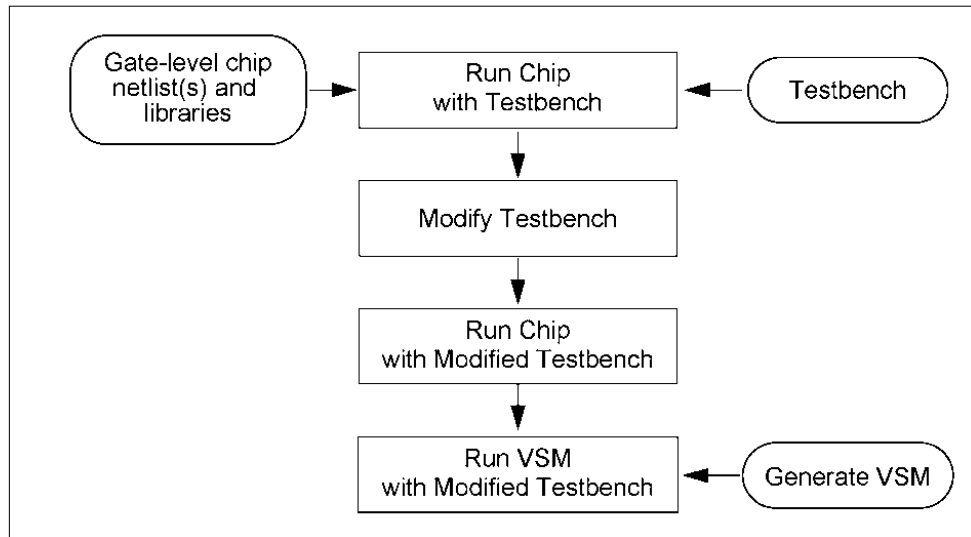 Gate-level chip
netlist(s) and
libraries
Run Chip
with Testbench
Testbench
Modify Testbench
Run Chip
with Modified Testbench
Run VSM
with Modified Testbench
Generate VSM